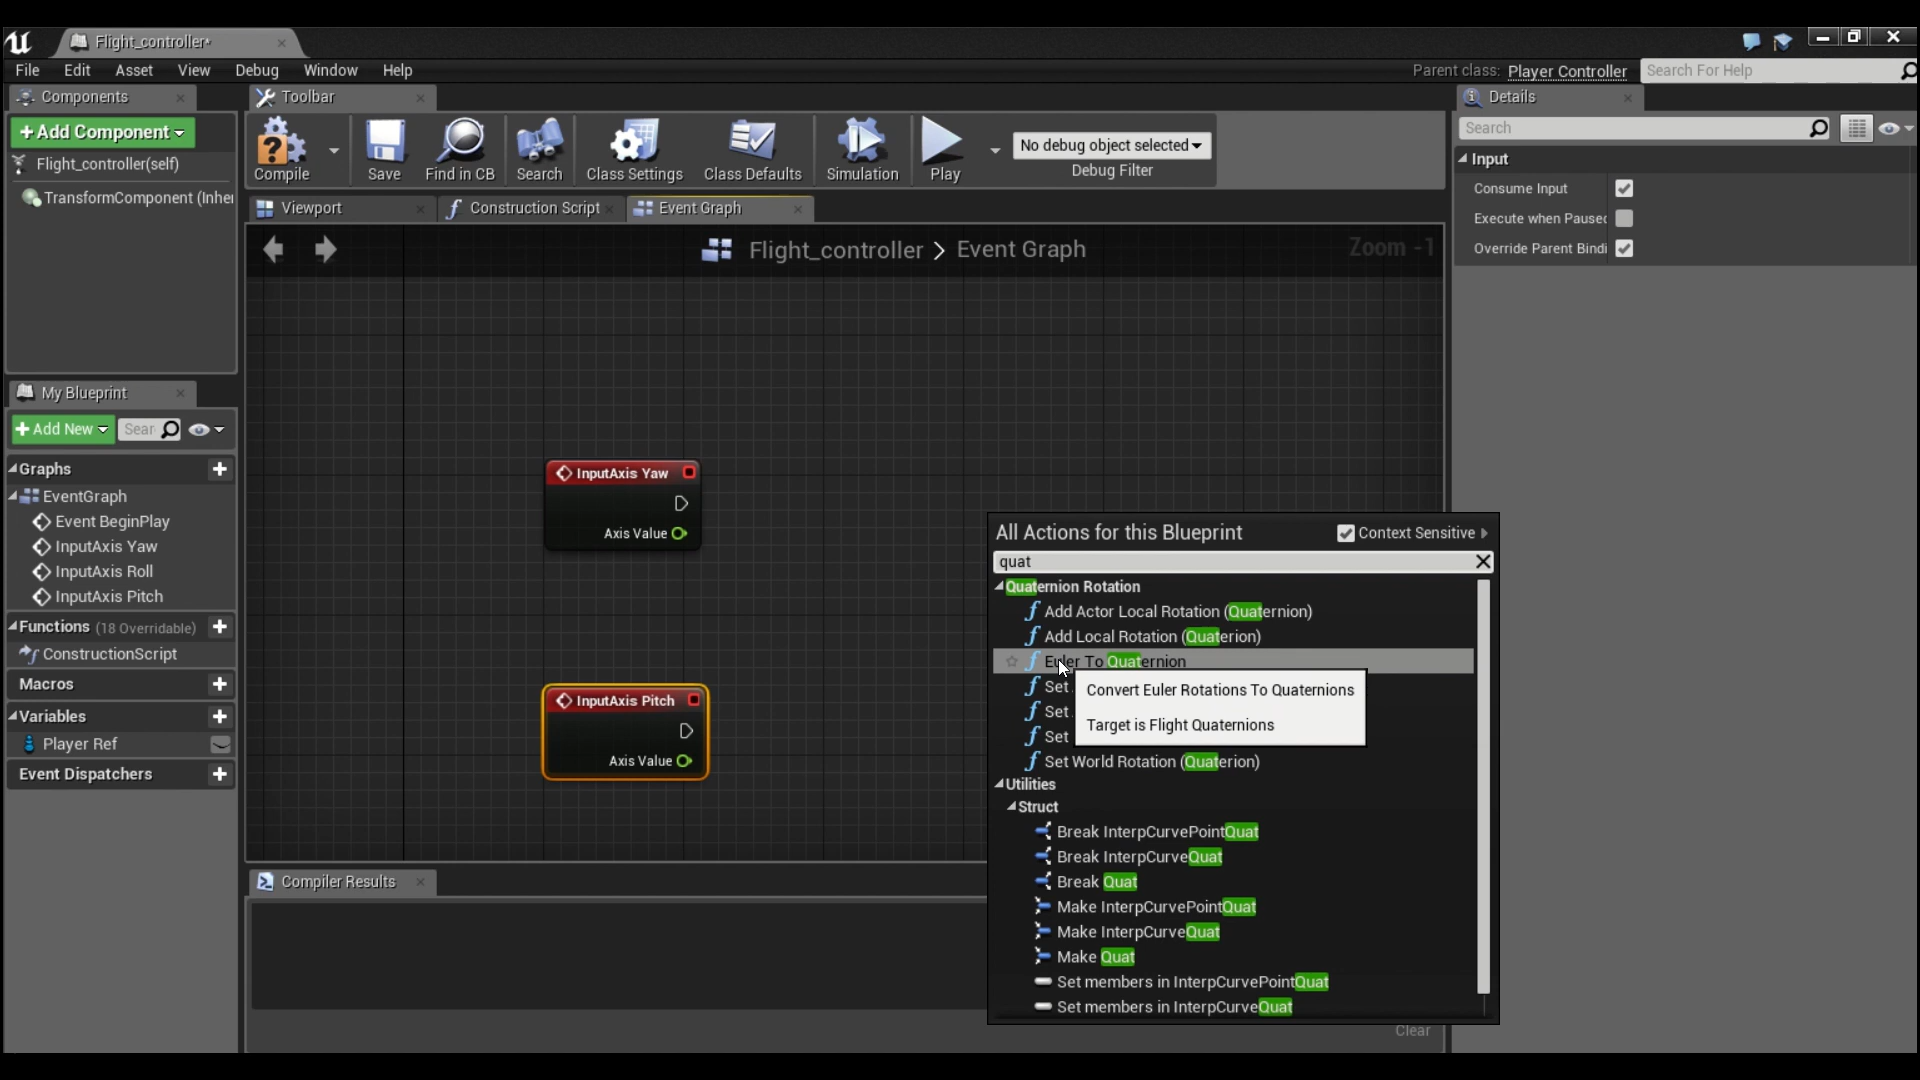 Flight_controller*
File Edit Asset View Debug Window Help
Parent class: Player Controller
Search For Help
Components
Toolbar
Details
+Add Component
Flight_controller(self)
TransformComponent (Inher
Compile
Save
Find in CB
Search
Class Settings
Class Defaults
Simulation
Play
No debug object selected
Debug Filter
Search
Input
Consume Input
Execute when Paused
Override Parent Bindi
Viewport
Construction Script
Event Graph
Flight_controller > Event Graph
Zoom -1
My Blueprint
+Add New
Sear
Graphs
EventGraph
Event BeginPlay
InputAxis Yaw
InputAxis Roll
InputAxis Pitch
Functions (18 Overridable)
ConstructionScript
Macros
Variables
Player Ref
Event Dispatchers
InputAxis Yaw
Axis Value
InputAxis Pitch
Axis Value
All Actions for this Blueprint
Context Sensitive
quat
Quaternion Rotation
Add Actor Local Rotation (Quaternion)
Add Local Rotation (Quaterion)
Euler To Quaternion
Convert Euler Rotations To Quaternions
Target is Flight Quaternions
Set
Set
Set
Set World Rotation (Quaterion)
Utilities
Struct
Break InterpCurvePointQuat
Break InterpCurveQuat
Break Quat
Make InterpCurvePointQuat
Make InterpCurveQuat
Make Quat
Set members in InterpCurvePointQuat
Set members in InterpCurveQuat
Compiler Results
Clear